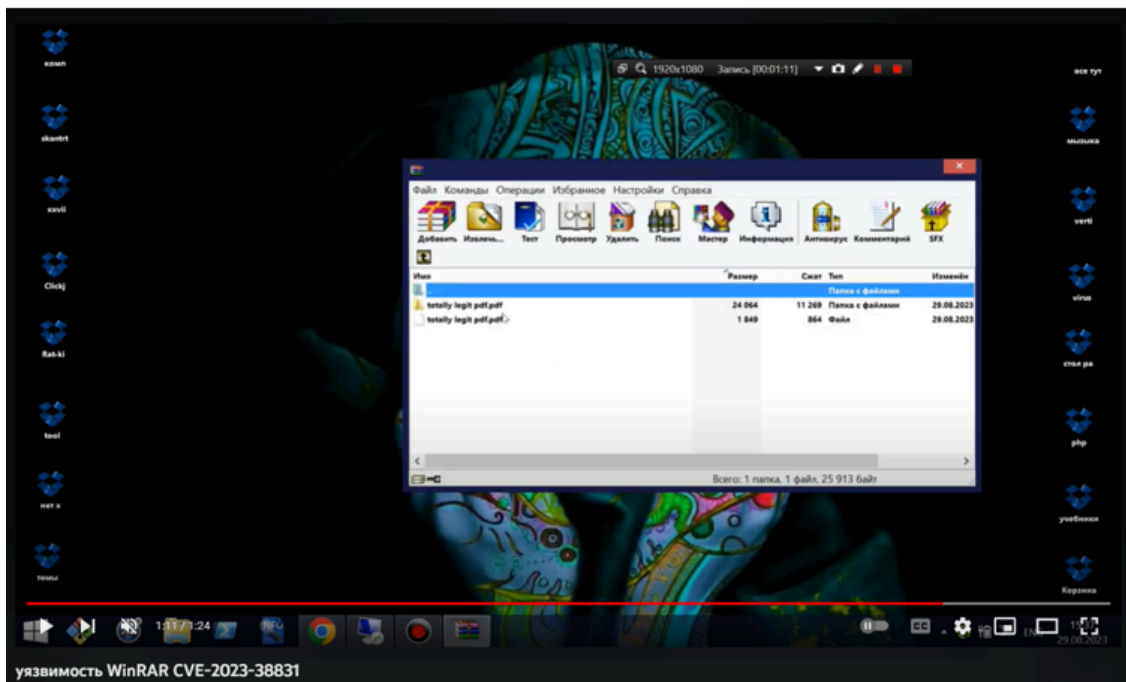 комп
1920x1080 Запись [00:01:11]
все тут
skantrt
музыка
Файл Команды Операции Избранное Настройки Справка
xxvii
verti
Добавить Извлечь... Тест Просмотр Удалить Поиск Мастер Информация Антивирус Комментарий SFX
Имя Размер Сжат Тип Изменён
Clickj
.. Папка с файлами
virus
totally legit pdf.pdf 24 064 11 269 Папка с файлами 29.08.2023
totally legit pdf.pdf 1 849 864 Файл 29.08.2023
Rat-ki
стол ра
tool
php
Всего: 1 папка, 1 файл, 25 913 байт
нет х
учебники
темы
Корзина
1:11 / 1:24
CC
29.08.2023
уязвимость WinRAR CVE-2023-38831